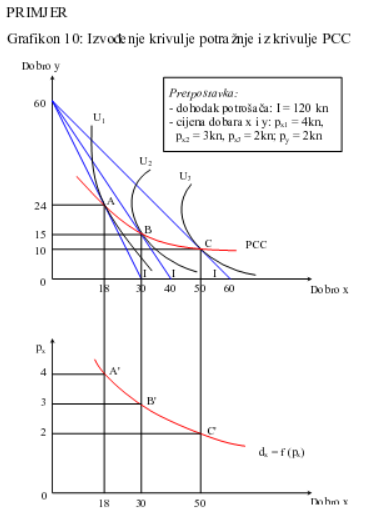 PRIMJER
Grafikon 10: Izvođenje krivulje potražnje iz krivulje PCC
Dobro y
Pretpostavka:
- dohodak potrošača: I = 120 kn
- cijena dobara x i y: px1 = 4kn,
px2 = 3kn, px3 = 2kn; py = 2kn
60
U1
U2
U3
24
A
15
B
10
C
PCC
0
I
I
I
18
30
40
50
60
Dobro x
px
4
A'
3
B'
2
C'
dx = f (px)
0
18
30
50
Dobro x